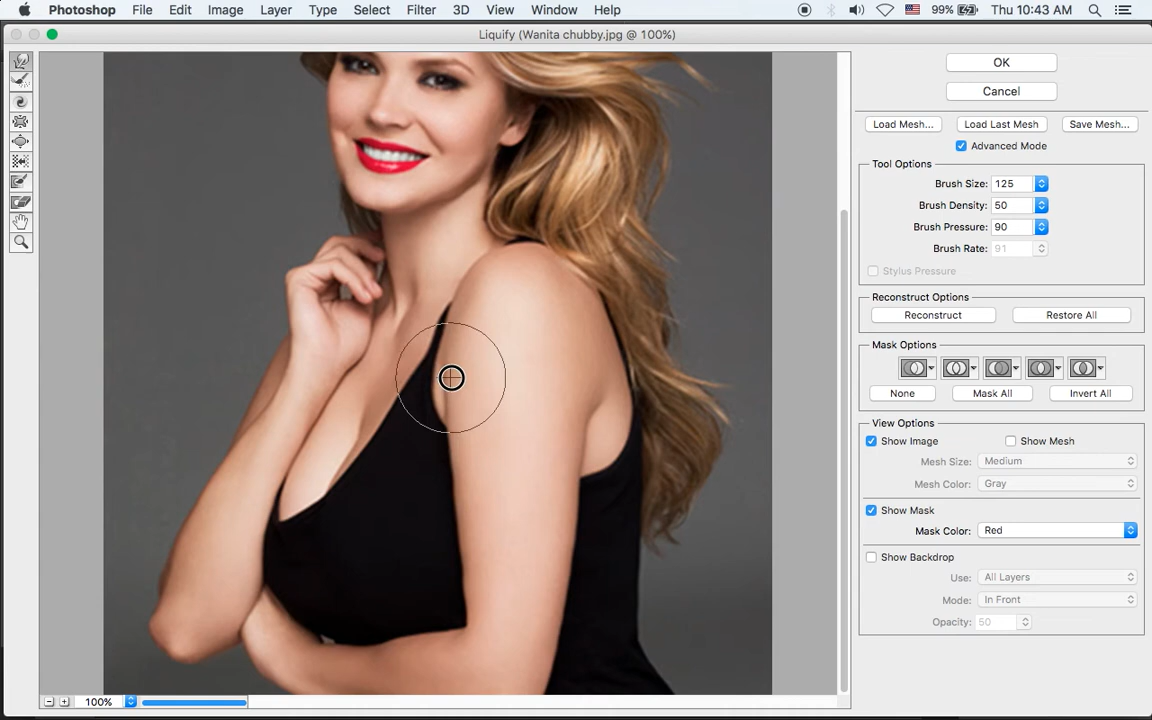 Photoshop File Edit Image Layer Type Select Filter 3D View Window Help 99% Thu 10:43 AM
Liquify (Wanita chubby.jpg @ 100%)
OK
Cancel
Load Mesh... Load Last Mesh Save Mesh...
Advanced Mode
Tool Options
Brush Size: 125
Brush Density: 50
Brush Pressure: 90
Brush Rate: 91
Stylus Pressure
Reconstruct Options
Reconstruct Restore All
Mask Options
None Mask All Invert All
View Options
Show Image Show Mesh
Mesh Size: Medium
Mesh Color: Gray
Show Mask
Mask Color: Red
Show Backdrop
Use: All Layers
Mode: In Front
Opacity: 50
100%